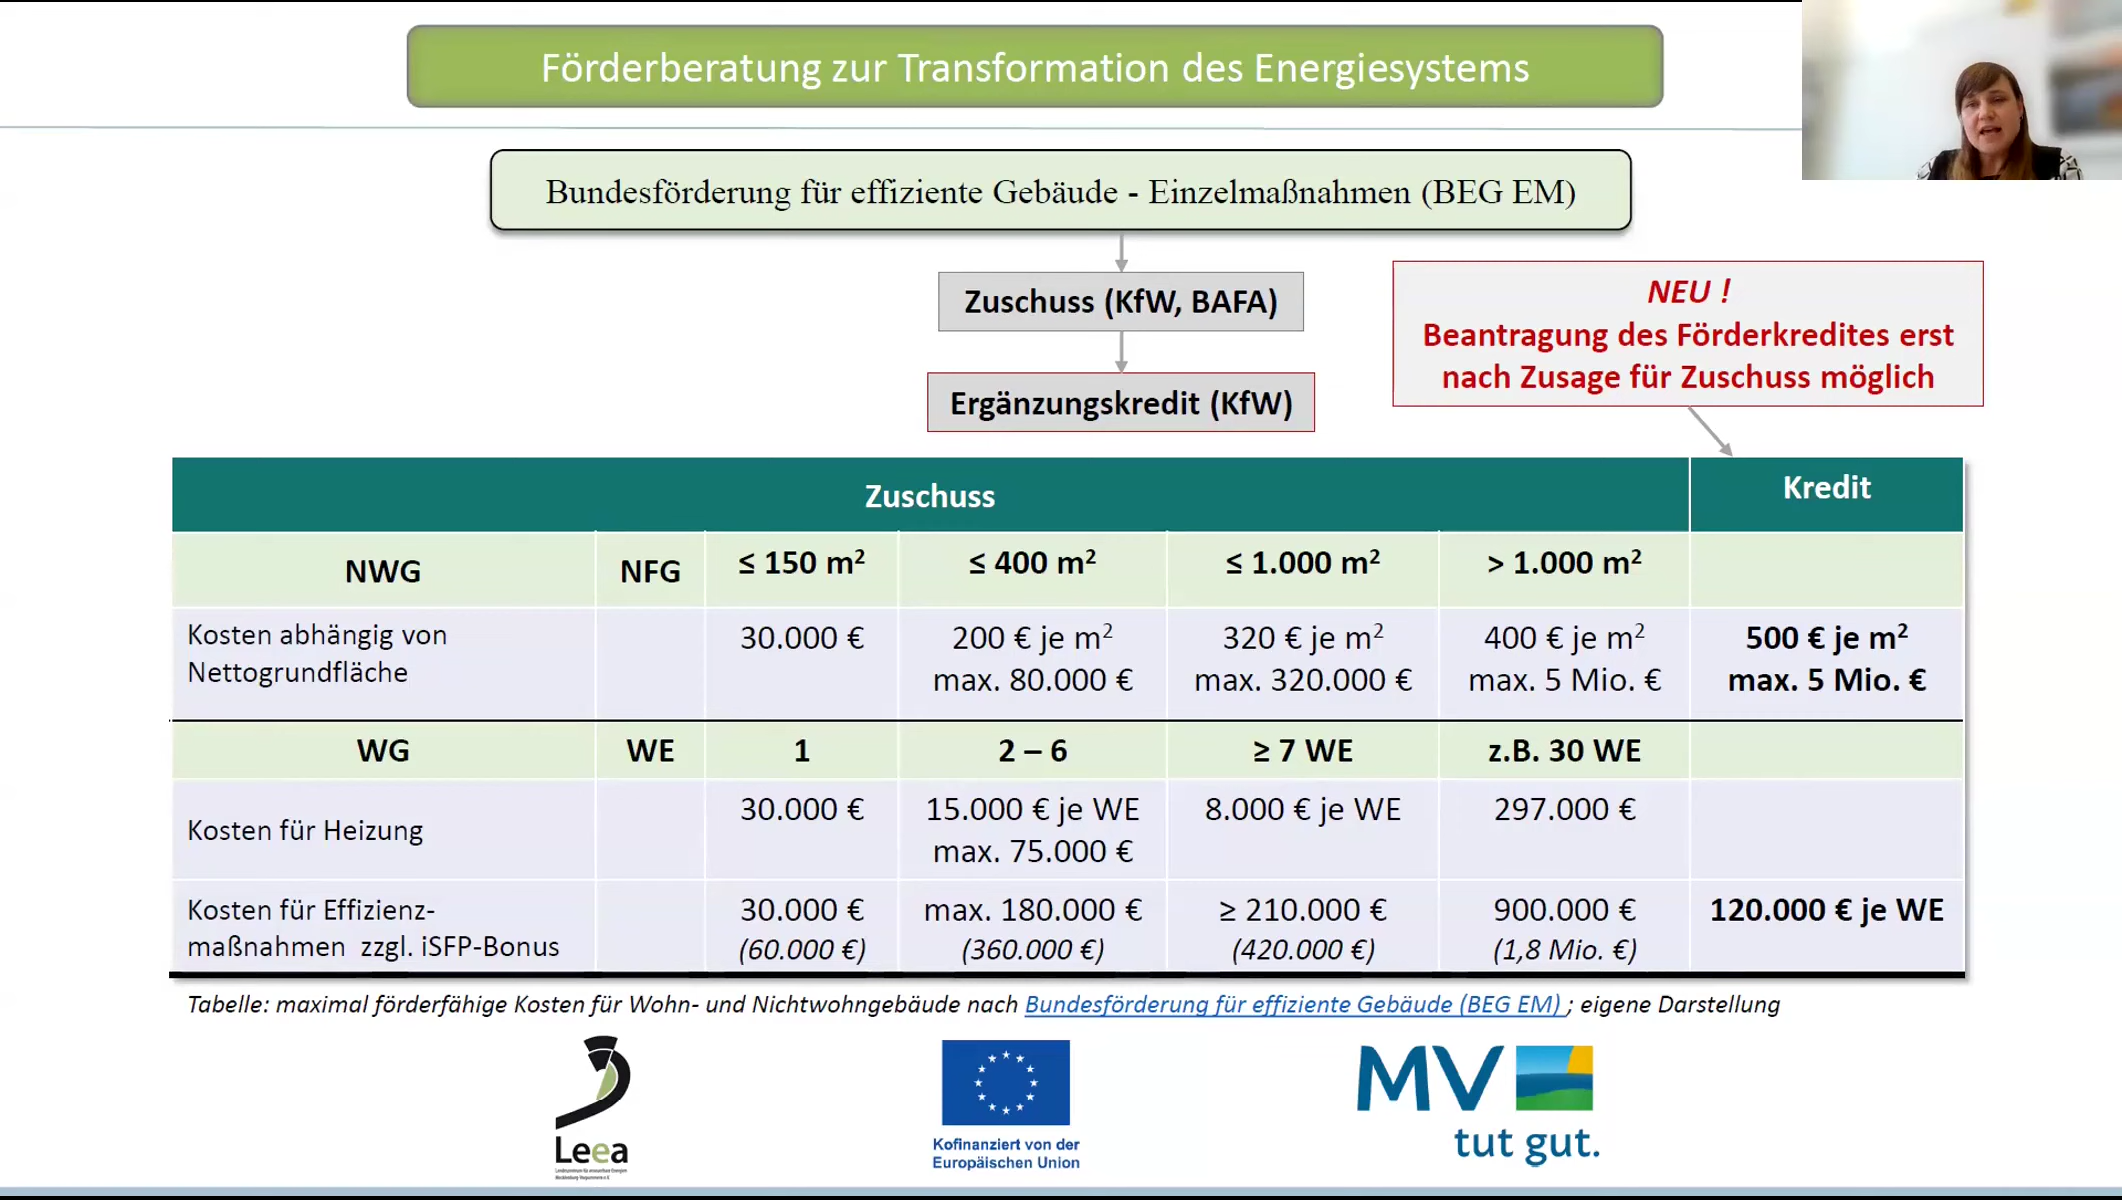 Förderberatung zur Transformation des Energiesystems
Bundesförderung für effiziente Gebäude - Einzelmaßnahmen (BEG EM)
Zuschuss (KfW, BAFA)
Ergänzungskredit (KfW)
NEU !
Beantragung des Förderkredites erst
nach Zusage für Zuschuss möglich
Zuschuss Kredit
NWG NFG ≤ 150 m² ≤ 400 m² ≤ 1.000 m² > 1.000 m²
Kosten abhängig von
Nettogrundfläche
30.000 €
200 € je m²
max. 80.000 €
320 € je m²
max. 320.000 €
400 € je m²
max. 5 Mio. €
500 € je m²
max. 5 Mio. €
WG WE 1 2 – 6 ≥ 7 WE z.B. 30 WE
Kosten für Heizung
30.000 €
15.000 € je WE
max. 75.000 €
8.000 € je WE
297.000 €
Kosten für Effizienz-
maßnahmen zzgl. iSFP-Bonus
30.000 €
(60.000 €)
max. 180.000 €
(360.000 €)
≥ 210.000 €
(420.000 €)
900.000 €
(1,8 Mio. €)
120.000 € je WE
Tabelle: maximal förderfähige Kosten für Wohn- und Nichtwohngebäude nach Bundesförderung für effiziente Gebäude (BEG EM) ; eigene Darstellung
Leea
Kofinanziert von der
Europäischen Union
MV
tut gut.